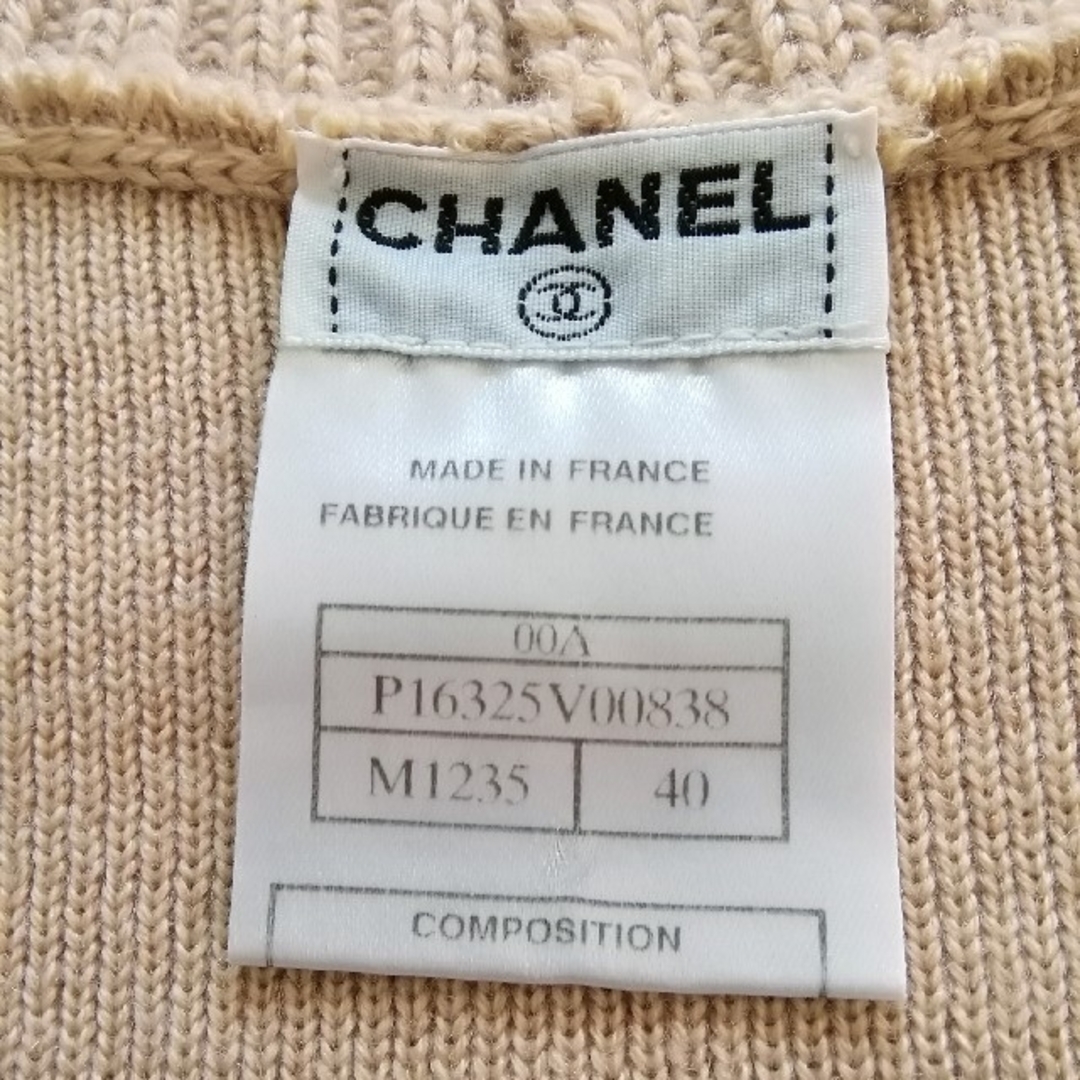 CHANEL
MADE IN FRANCE
FABRIQUE EN FRANCE
00A
P16325V00838
M1235 40
COMPOSITION